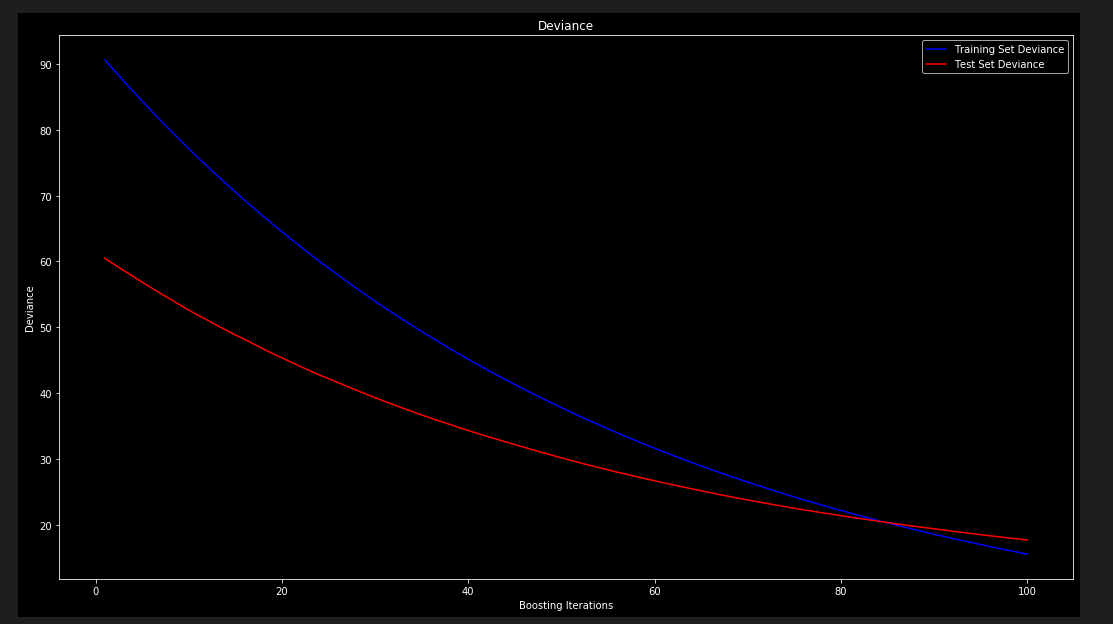 Deviance
Training Set Deviance
Test Set Deviance
90
80
70
60
50
40
30
20
Deviance
0 20 40 60 80 100
Boosting Iterations